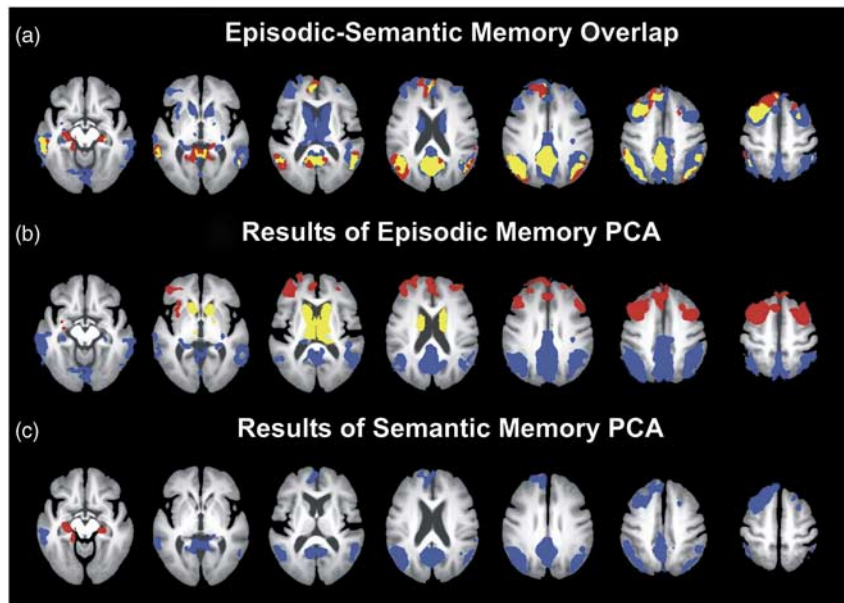 (a)
Episodic-Semantic Memory Overlap
(b)
Results of Episodic Memory PCA
(c)
Results of Semantic Memory PCA